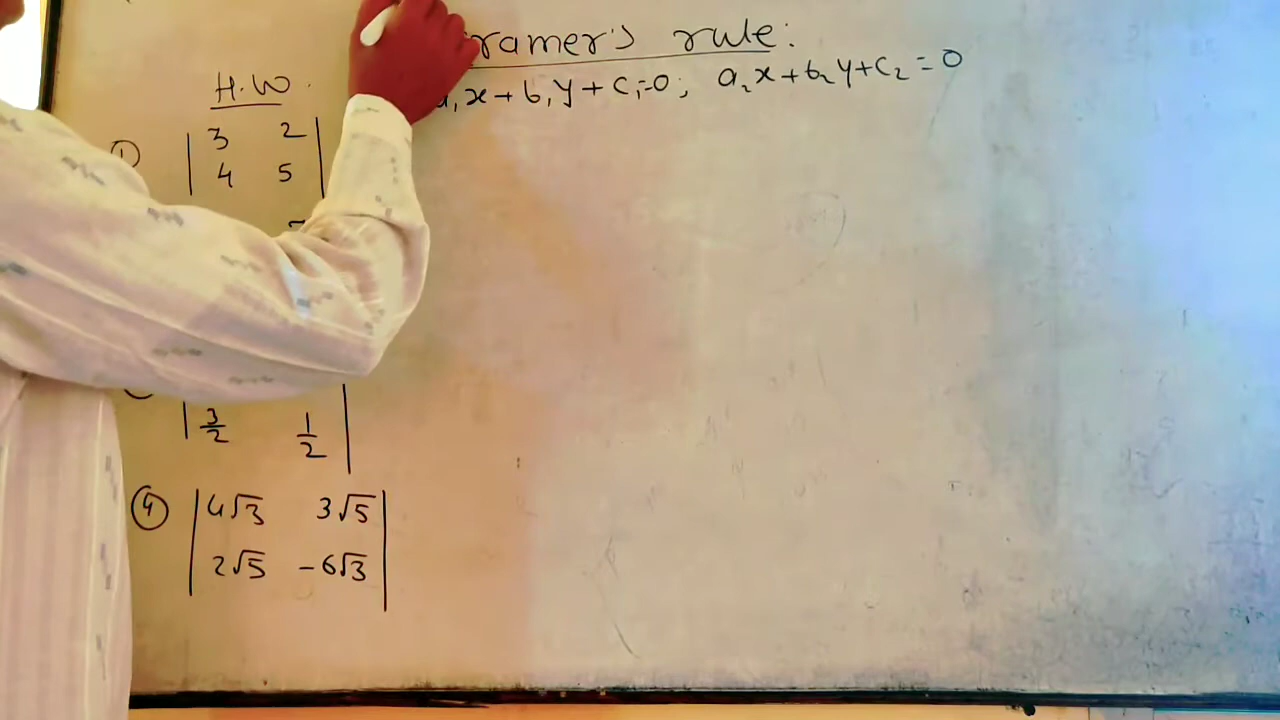 ramer's rule:
a₁x+b₁y+c₁=0; a₂x+b₂y+c₂=0
H.W.
① | 3 2 |
| 4 5 |
| 3/2 1/2 |
④ | 4√3 3√5 |
| 2√5 -6√3 |